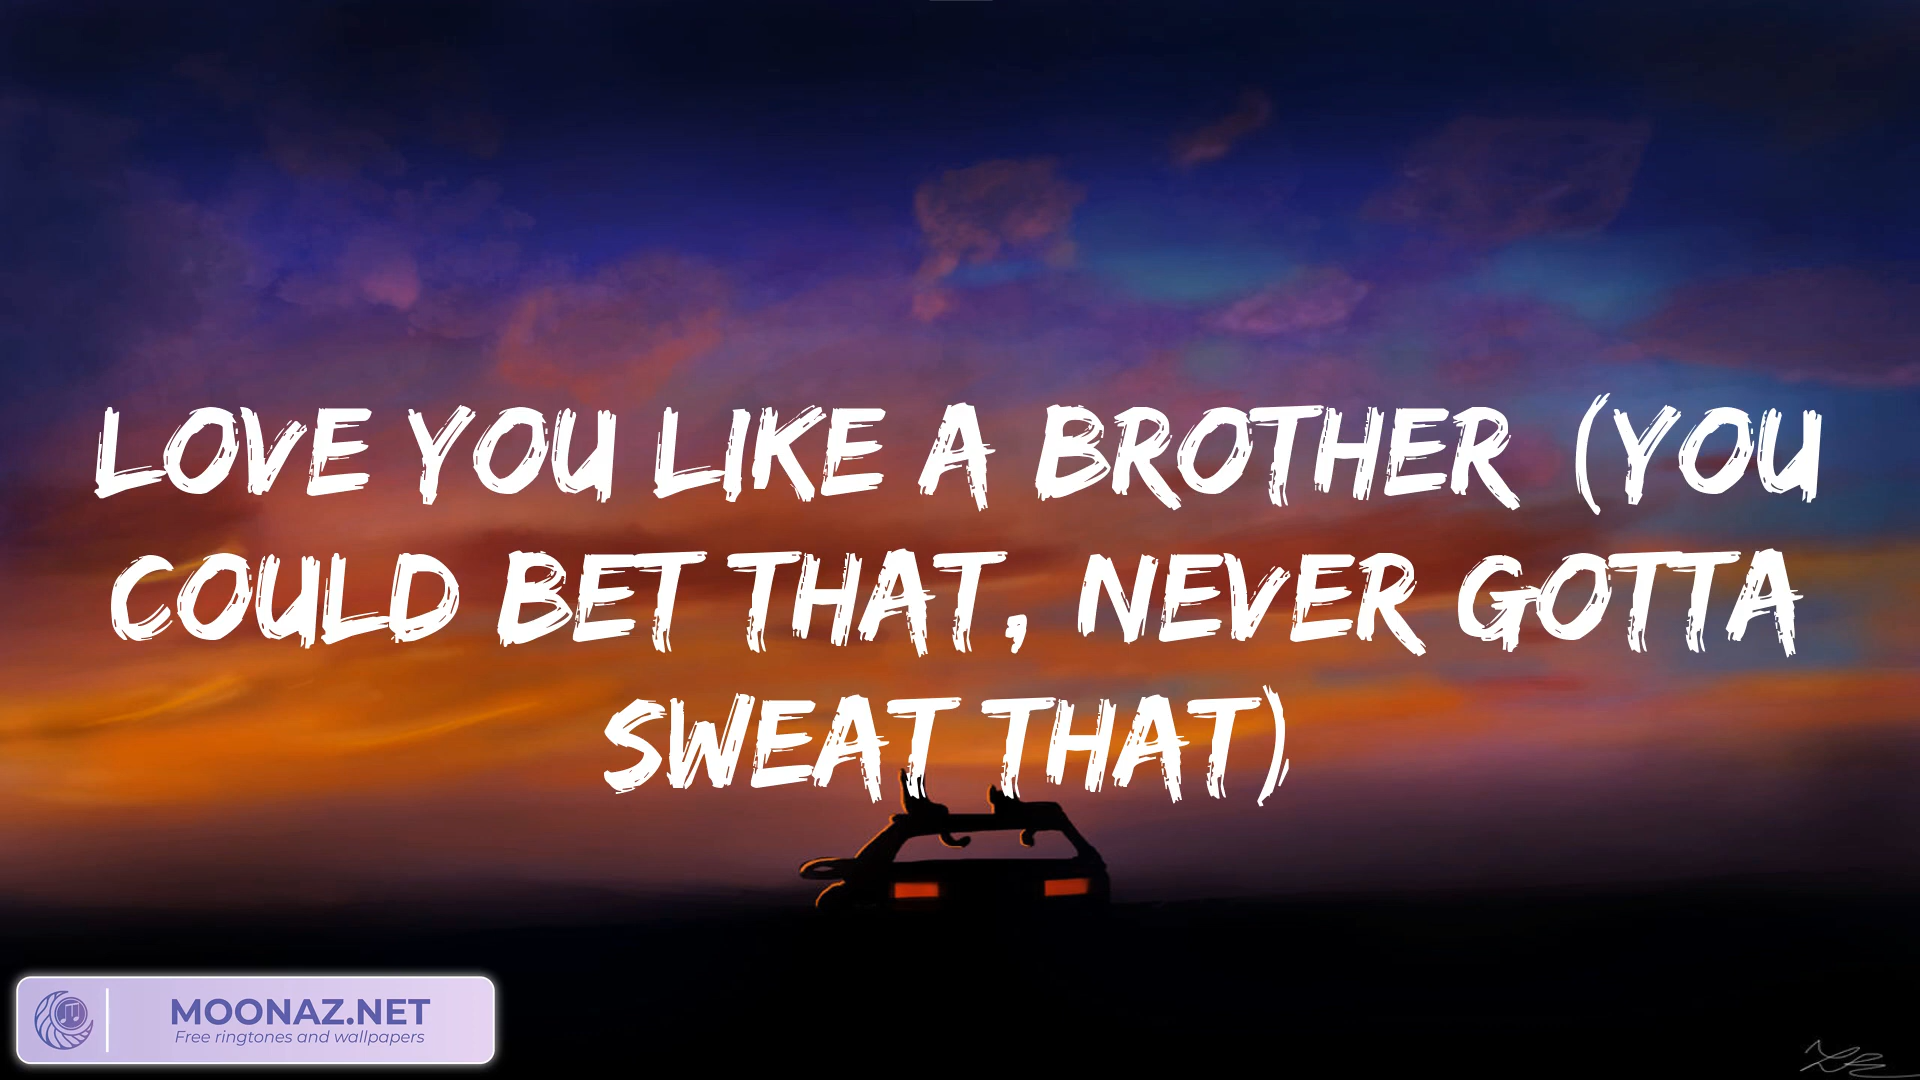 LOVE YOU LIKE A BROTHER (YOU
COULD BET THAT, NEVER GOTTA
SWEAT THAT)
MOONAZ.NET
Free ringtones and wallpapers